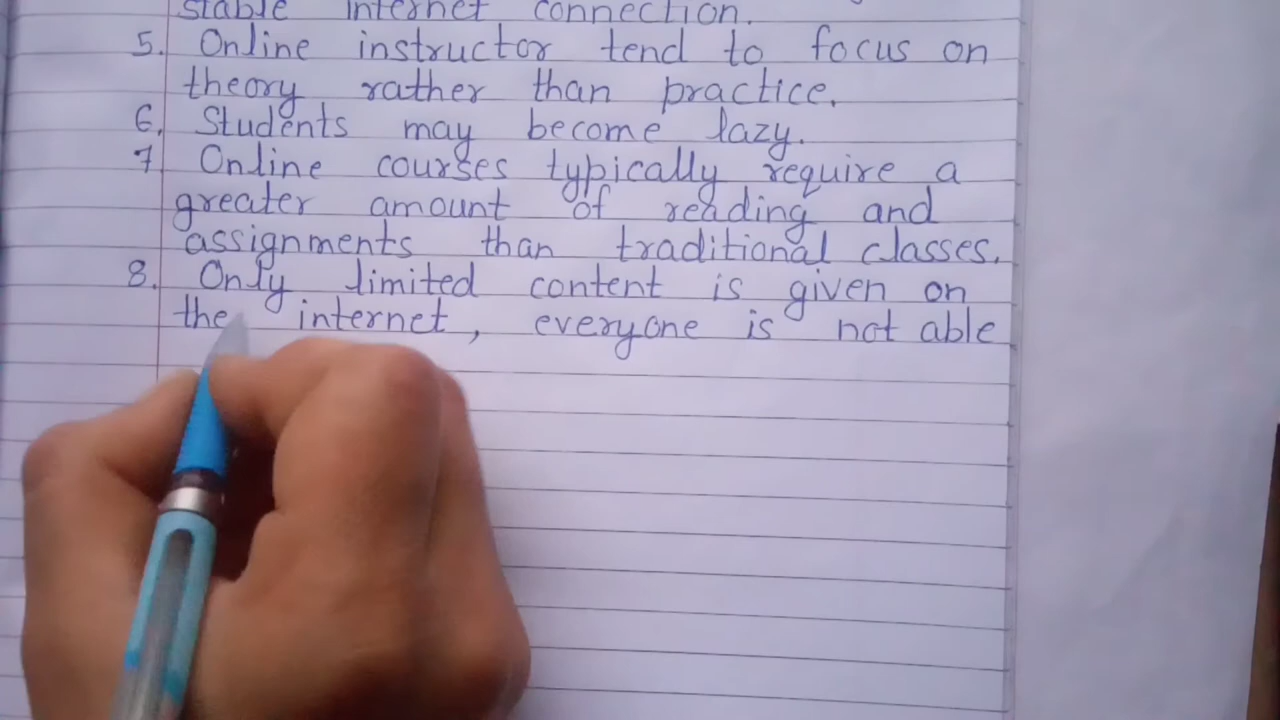 stable internet connection.
5. Online instructor tend to focus on
theory rather than practice.
6. Students may become lazy.
7 Online courses typically require a
greater amount of reading and
assignments than traditional classes.
8. Only limited content is given on
the internet, everyone is not able